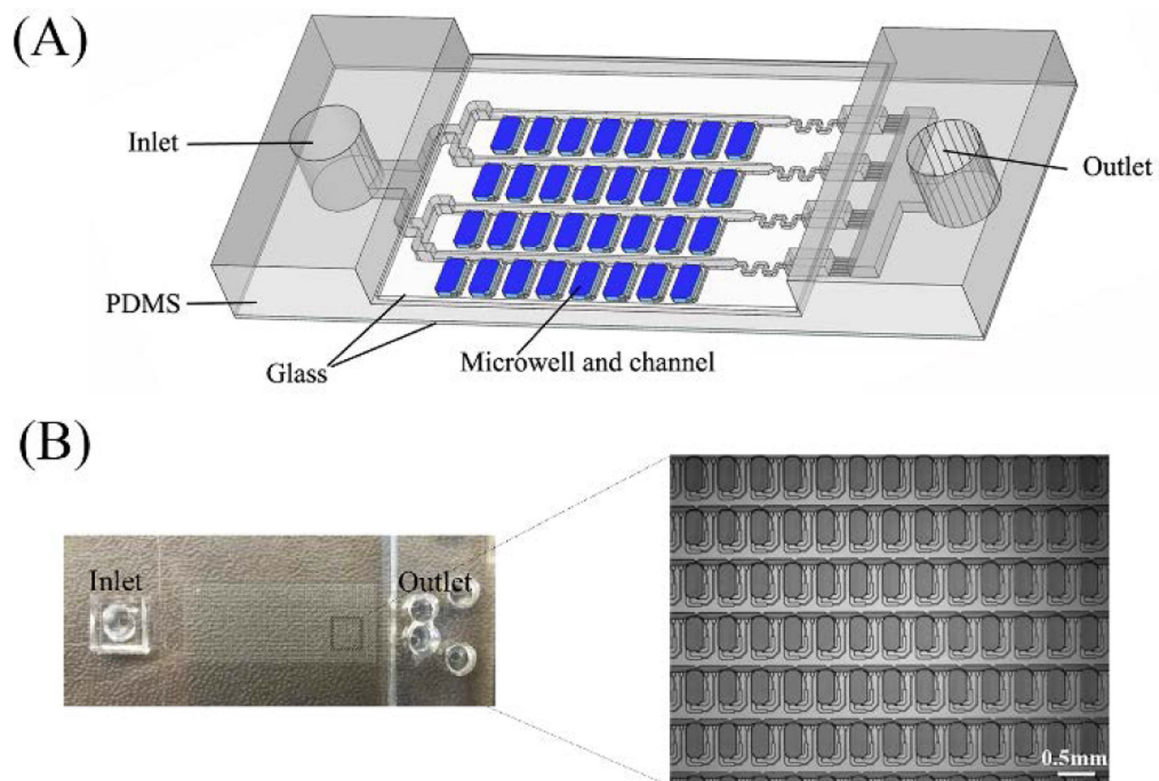 (A)
Inlet
Outlet
PDMS
Glass
Microwell and channel
(B)
Inlet
Outlet
0.5mm